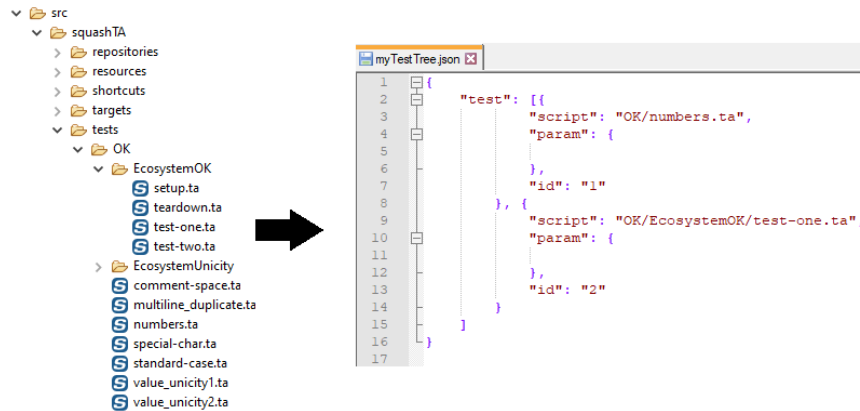 src
squashTA
repositories
resources
shortcuts
targets
tests
OK
EcosystemOK
setup.ta
teardown.ta
test-one.ta
test-two.ta
EcosystemUnicity
comment-space.ta
multiline_duplicate.ta
numbers.ta
special-char.ta
standard-case.ta
value_unicity1.ta
value_unicity2.ta
myTestTree.json
1 {
2 "test": [{
3 "script": "OK/numbers.ta",
4 "param": {
5
6 },
7 "id": "1"
8 }, {
9 "script": "OK/EcosystemOK/test-one.ta",
10 "param": {
11
12 },
13 "id": "2"
14 }
15 ]
16 }
17